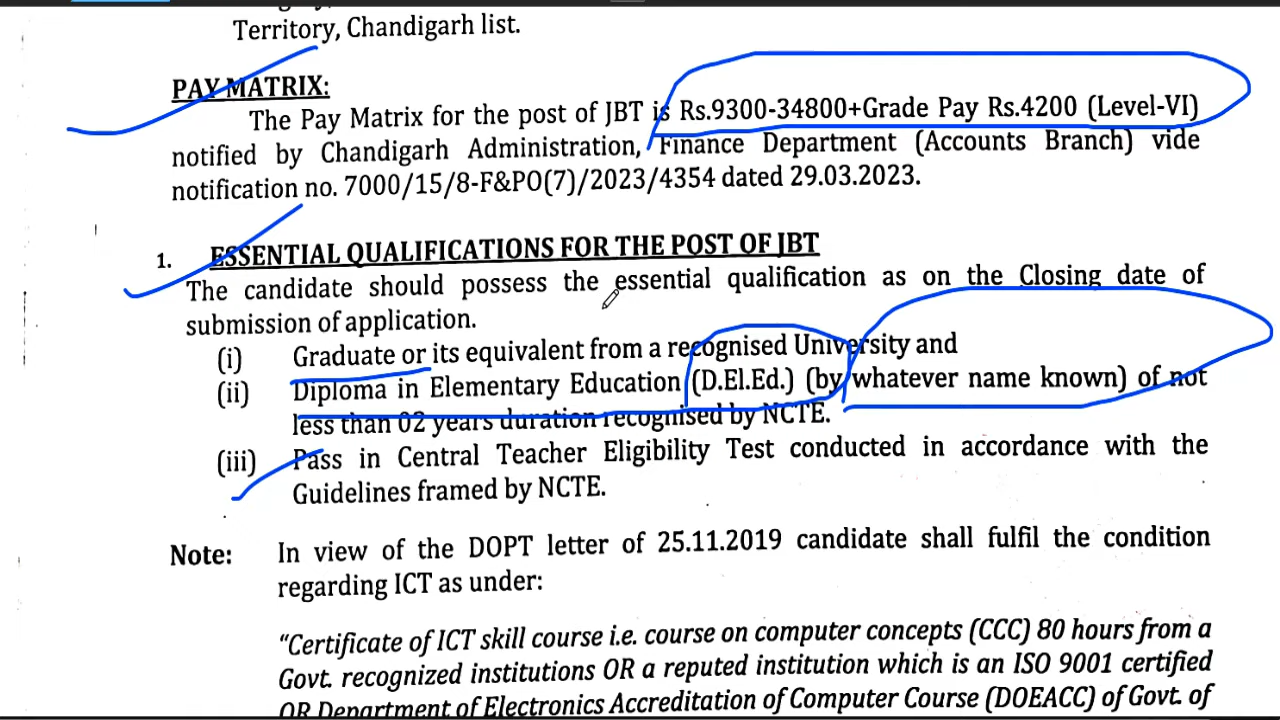 Territory, Chandigarh list.
PAY MATRIX:
The Pay Matrix for the post of JBT is Rs.9300-34800+Grade Pay Rs.4200 (Level-VI)
notified by Chandigarh Administration, Finance Department (Accounts Branch) vide
notification no. 7000/15/8-F&PO(7)/2023/4354 dated 29.03.2023.
1. ESSENTIAL QUALIFICATIONS FOR THE POST OF JBT
The candidate should possess the essential qualification as on the Closing date of
submission of application.
(i) Graduate or its equivalent from a recognised University and
(ii) Diploma in Elementary Education (D.El.Ed.) (by whatever name known) of not
less than 02 years duration recognised by NCTE.
(iii) Pass in Central Teacher Eligibility Test conducted in accordance with the
Guidelines framed by NCTE.
Note: In view of the DOPT letter of 25.11.2019 candidate shall fulfil the condition
regarding ICT as under:
"Certificate of ICT skill course i.e. course on computer concepts (CCC) 80 hours from a
Govt. recognized institutions OR a reputed institution which is an ISO 9001 certified
OR Department of Electronics Accreditation of Computer Course (DOEACC) of Govt. of